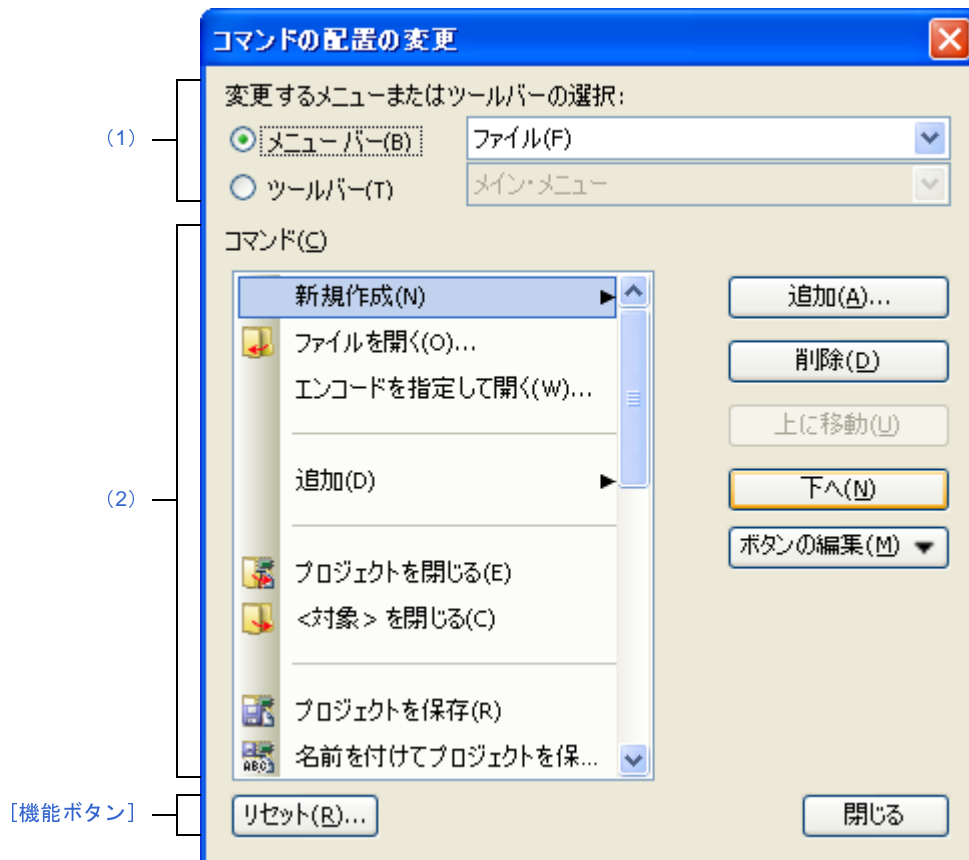 コマンドの配置の変更
変更するメニューまたはツールバーの選択:
(1)
メニュー バー(B)
ファイル(F)
ツールバー(T)
メイン・メニュー
コマンド(C)
新規作成(N)
追加(A)...
ファイルを開く(O)...
削除(D)
エンコードを指定して開く(W)...
上に移動(U)
追加(D)
下へ(N)
(2)
ボタンの編集(M)
プロジェクトを閉じる(E)
<対象> を閉じる(C)
プロジェクトを保存(R)
名前を付けてプロジェクトを保...
ABC
[機能ボタン]
リセット(R)...
閉じる